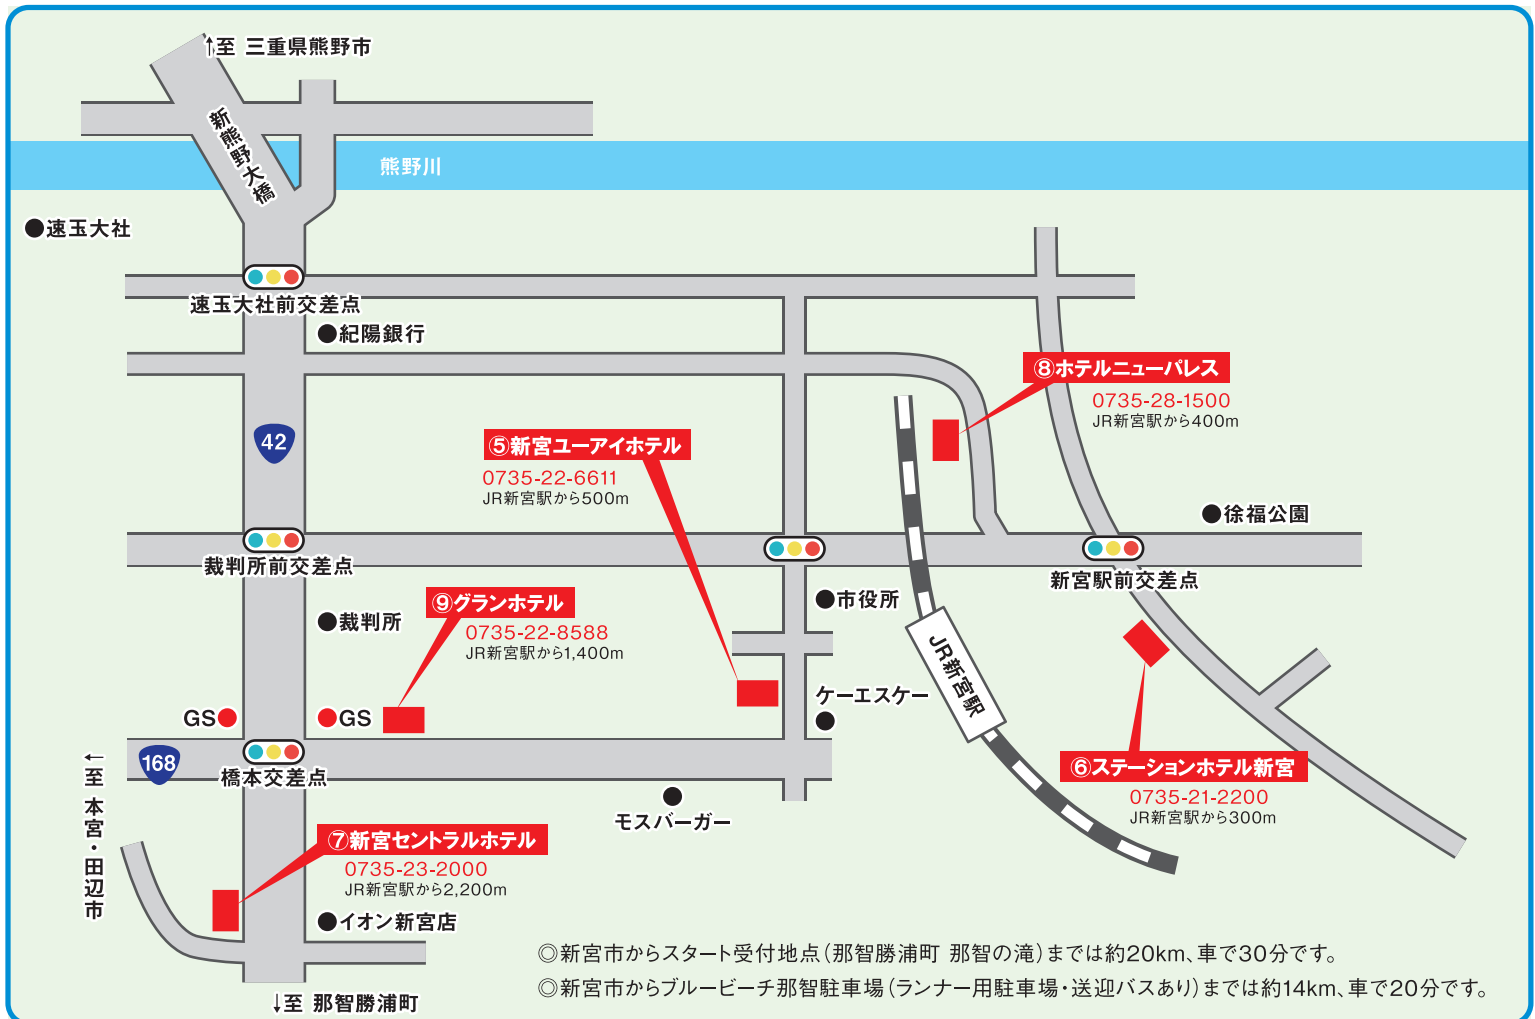 ↑至 三重県熊野市
新熊野大橋
熊野川
●速玉大社
速玉大社前交差点
●紀陽銀行
⑧ホテルニューパレス
0735-28-1500
JR新宮駅から400m
42
⑤新宮ユーアイホテル
0735-22-6611
JR新宮駅から500m
●徐福公園
裁判所前交差点
新宮駅前交差点
⑨グランホテル
0735-22-8588
JR新宮駅から1,400m
●市役所
●裁判所
JR新宮駅
ケーエスケー
GS●
●GS
168
橋本交差点
←至 本宮・田辺市
⑥ステーションホテル新宮
0735-21-2200
JR新宮駅から300m
モスバーガー
⑦新宮セントラルホテル
0735-23-2000
JR新宮駅から2,200m
●イオン新宮店
◎新宮市からスタート受付地点(那智勝浦町 那智の滝)までは約20km、車で30分です。
◎新宮市からブルービーチ那智駐車場(ランナー用駐車場・送迎バスあり)までは約14km、車で20分です。
↓至 那智勝浦町